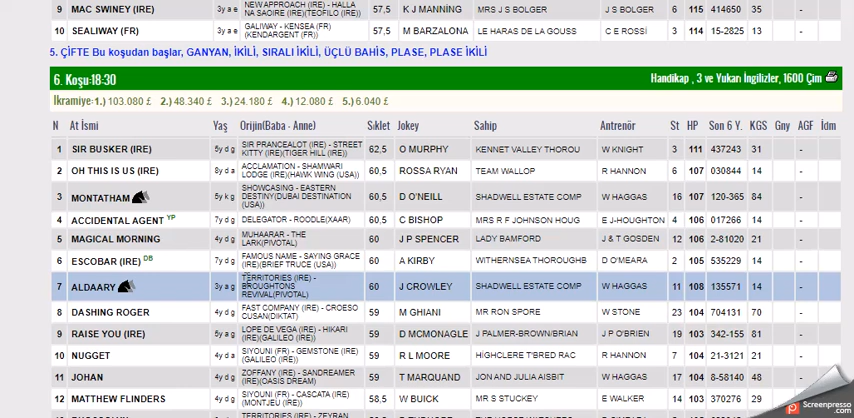 9 MAC SWINEY (IRE) 3y a e NEW APPROACH (IRE) - HALLA NA SAOIRE (IRE)(TEOFILO (IRE)) 57,5 K J MANNİNG MRS J S BOLGER J S BOLGER 6 115 414650 35
10 SEALIWAY (FR) 3y a e GALIWAY - KENSEA (FR) (KENDARGENT (FR)) 57,5 M BARZALONA LE HARAS DE LA GOUSS C E ROSSİ 3 114 15-2825 13
5. ÇİFTE Bu koşudan başlar, GANYAN, İKİLİ, SIRALI İKİLİ, ÜÇLÜ BAHİS, PLASE, PLASE İKİLİ
6. Koşu:18:30 Handikap , 3 ve Yukarı İngilizler, 1600 Çim
İkramiye: 1.) 103.080 £ 2.) 48.340 £ 3.) 24.180 £ 4.) 12.080 £ 5.) 6.040 £
N At İsmi Yaş Orijin(Baba - Anne) Sıklet Jokey Sahip Antrenör St HP Son 6 Y. KGS Gny AGF İdm
1 SIR BUSKER (IRE) 5y d g SIR PRANCEALOT (IRE) - STREET KITTY (IRE)(TIGER HILL (IRE)) 62,5 O MURPHY KENNET VALLEY THOROU W KNIGHT 3 111 437243 31 -
2 OH THIS IS US (IRE) 8y d a ACCLAMATION - SHAMWARI LODGE (IRE)(HAWK WING (USA)) 60,5 ROSSA RYAN TEAM WALLOP R HANNON 6 107 030844 14 -
3 MONTATHAM 5y k g SHOWCASING - EASTERN DESTINY(DUBAI DESTINATION (USA)) 60,5 D O'NEILL SHADWELL ESTATE COMP W HAGGAS 16 107 120-365 84 -
4 ACCIDENTAL AGENT YP 7y d g DELEGATOR - ROODLE(XAAR) 60,5 C BISHOP MRS R F JOHNSON HOUG E J-HOUGHTON 4 106 017266 14 -
5 MAGICAL MORNING 4y d g MUHAARAR - THE LARK(PIVOTAL) 60 J P SPENCER LADY BAMFORD J & T GOSDEN 12 106 2-81020 21 -
6 ESCOBAR (IRE) DB 7y d g FAMOUS NAME - SAYING GRACE (IRE)(BRIEF TRUCE (USA)) 60 A KIRBY WITHERNSEA THOROUGHB D O'MEARA 2 105 535229 14 -
7 ALDAARY 3y a g TERRITORIES (IRE) - BROUGHTONS REVIVAL(PIVOTAL) 60 J CROWLEY SHADWELL ESTATE COMP W HAGGAS 11 108 135571 14 -
8 DASHING ROGER 4y d g FAST COMPANY (IRE) - CROESO CUSAN(DIKTAT) 60 M GHIANI MR RON SPORE W STONE 23 104 704131 70 -
9 RAISE YOU (IRE) 5y a g LOPE DE VEGA (IRE) - HIKARI (IRE)(GALILEO (IRE)) 59 D MCMONAGLE J PALMER-BROWN/BRIAN J P O'BRIEN 19 103 342-155 81 -
10 NUGGET 4y d a SIYOUNI (FR) - GEMSTONE (IRE) (GALILEO (IRE)) 59 R L MOORE HIGHCLERE T'BRED RAC R HANNON 7 104 21-3121 21 -
11 JOHAN 4y d g ZOFFANY (IRE) - SANDREAMER (IRE)(OASIS DREAM) 59 T MARQUAND JON AND JULIA AISBIT W HAGGAS 17 104 8-58140 48 -
12 MATTHEW FLINDERS 4y d g SIYOUNI (FR) - CASCATA (IRE) (MONTJEU (IRE)) 58,5 W BUICK MR S STUCKEY E WALKER 14 103 370276 29 -
TERRITORIES (IRE) - ZEYRAN
Screenpresso
.com